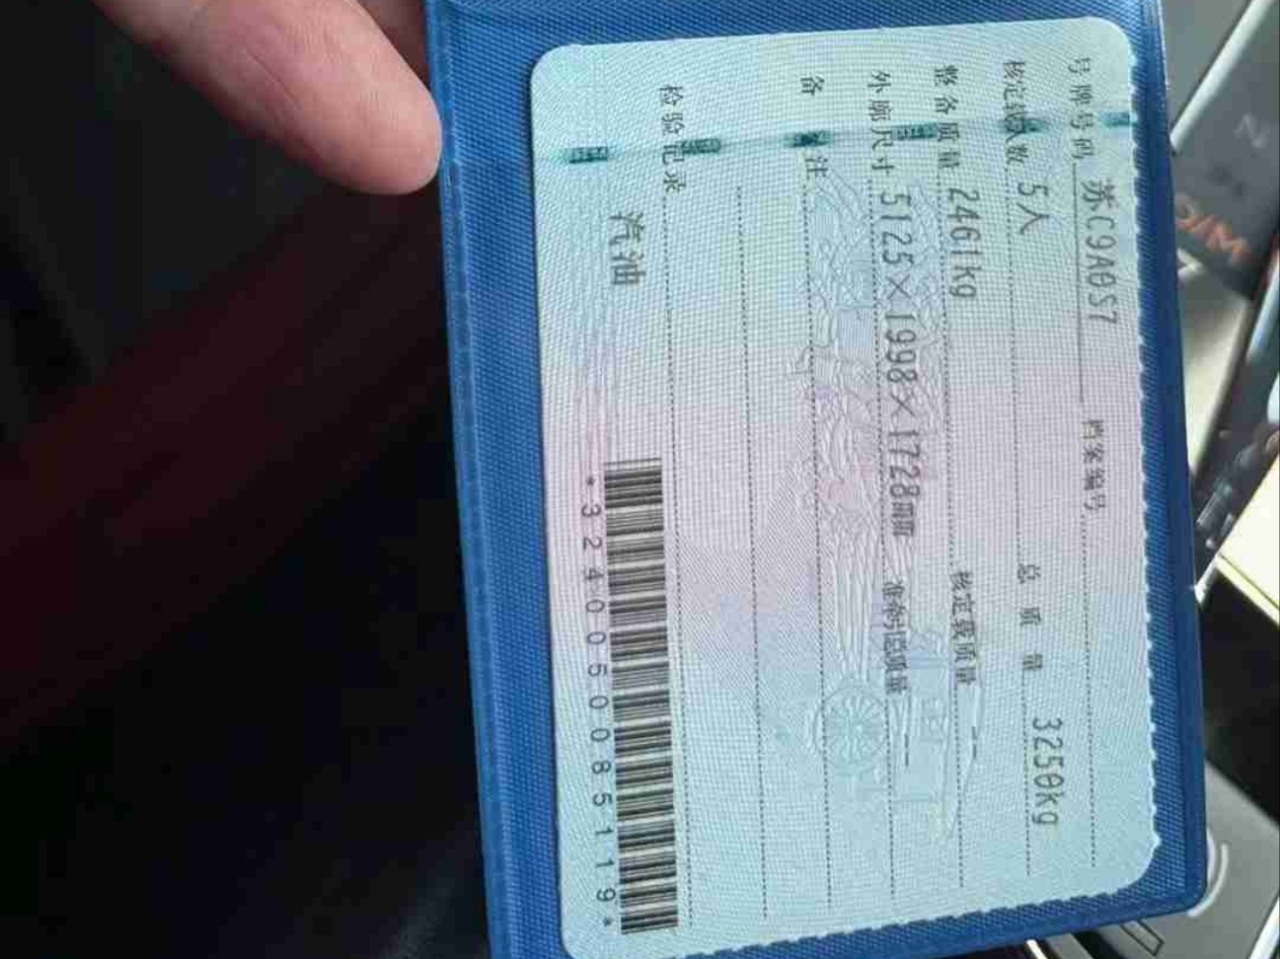 号牌号码 苏C9A0S7 档案编号
核定载人数 5人 总质量 3250kg
整备质量 2461kg 核定载质量 --
外廓尺寸 5125×1998×1728mm 准牵引总质量 --
备注
检验记录
汽油
*3240050085119*